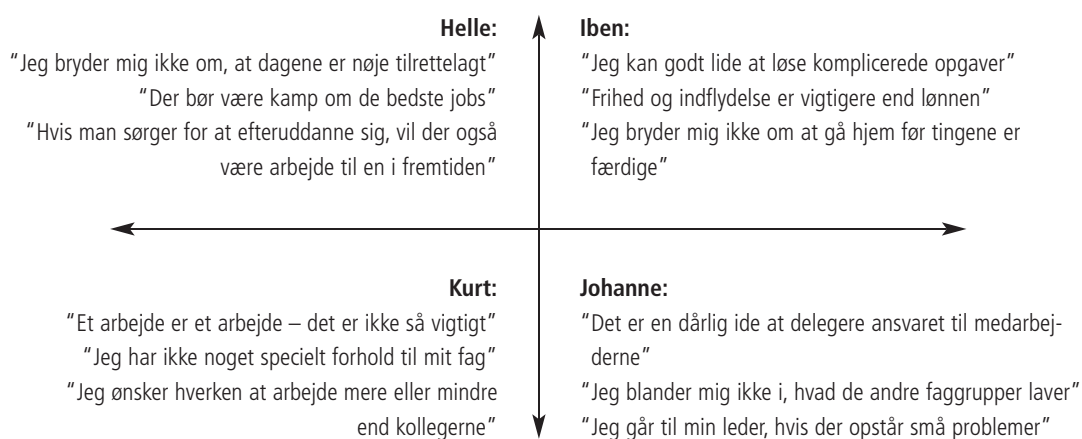 Helle:
“Jeg bryder mig ikke om, at dagene er nøje tilrettelagt”
“Der bør være kamp om de bedste jobs”
“Hvis man sørger for at efteruddanne sig, vil der også
være arbejde til en i fremtiden”
Iben:
“Jeg kan godt lide at løse komplicerede opgaver”
“Frihed og indflydelse er vigtigere end lønnen”
“Jeg bryder mig ikke om at gå hjem før tingene er
færdige”
Kurt:
“Et arbejde er et arbejde – det er ikke så vigtigt”
“Jeg har ikke noget specielt forhold til mit fag”
“Jeg ønsker hverken at arbejde mere eller mindre
end kollegerne”
Johanne:
“Det er en dårlig ide at delegere ansvaret til medarbej-
derne”
“Jeg blander mig ikke i, hvad de andre faggrupper laver”
“Jeg går til min leder, hvis der opstår små problemer”